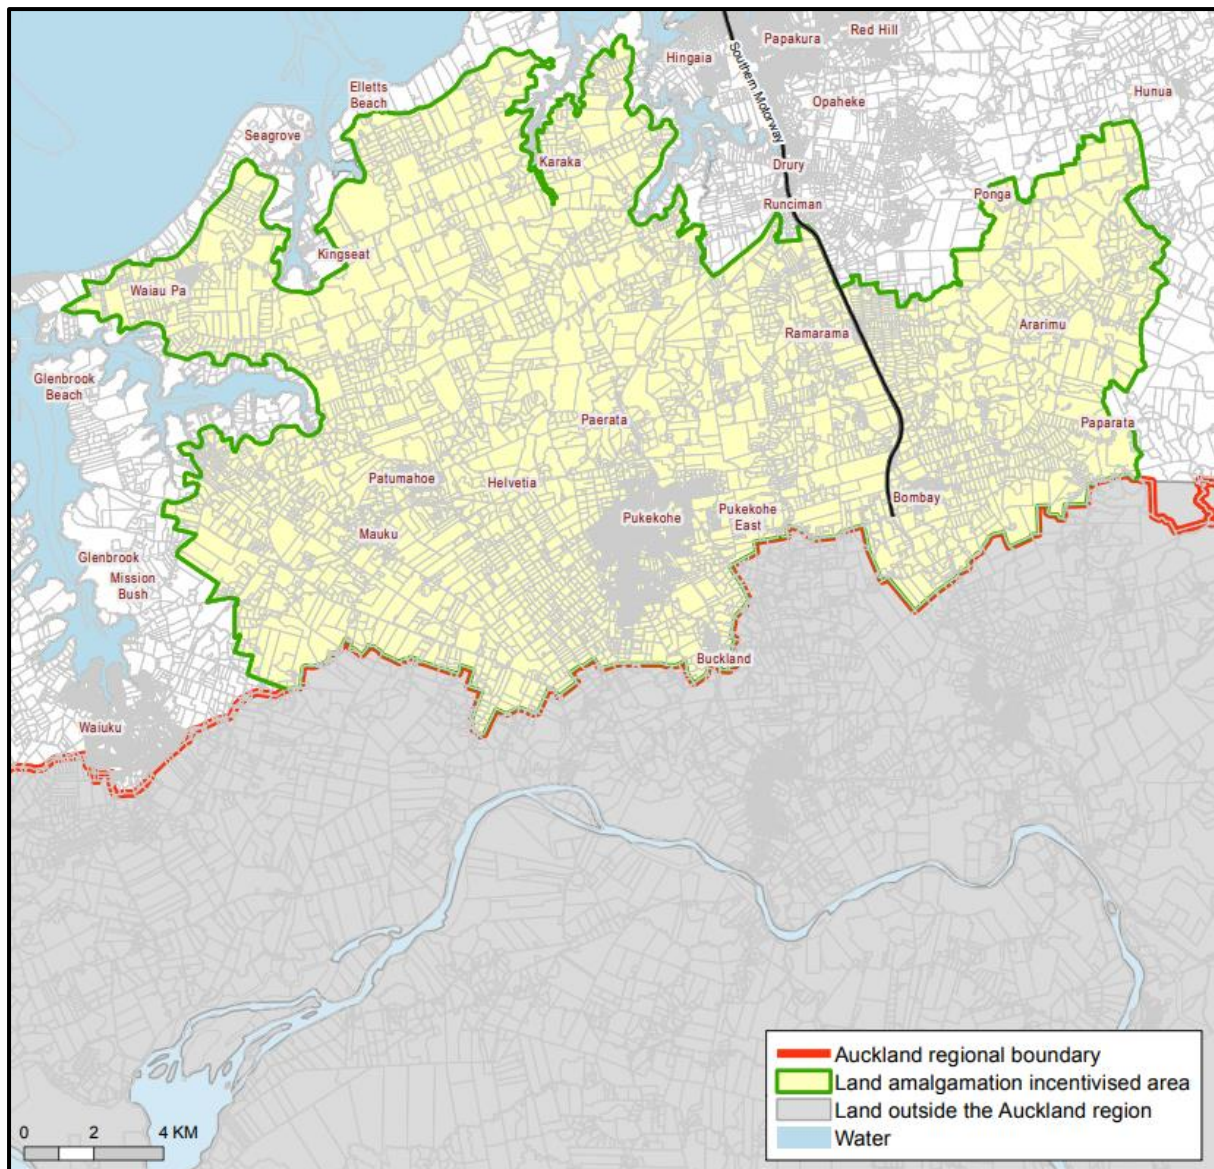 Papakura
Red Hill
Hingaia
Southern Motorway
Elletts
Beach
Opaheke
Hunua
Seagrove
Karaka
Drury
Ponga
Runciman
Kingseat
Waiau Pa
Ramarama
Ararimu
Glenbrook
Beach
Paerata
Paparata
Patumahoe
Helvetia
Bombay
Pukekohe
Pukekohe
East
Mauku
Glenbrook
Mission
Bush
Buckland
Waiuku
Auckland regional boundary
Land amalgamation incentivised area
Land outside the Auckland region
Water
0 2 4 KM